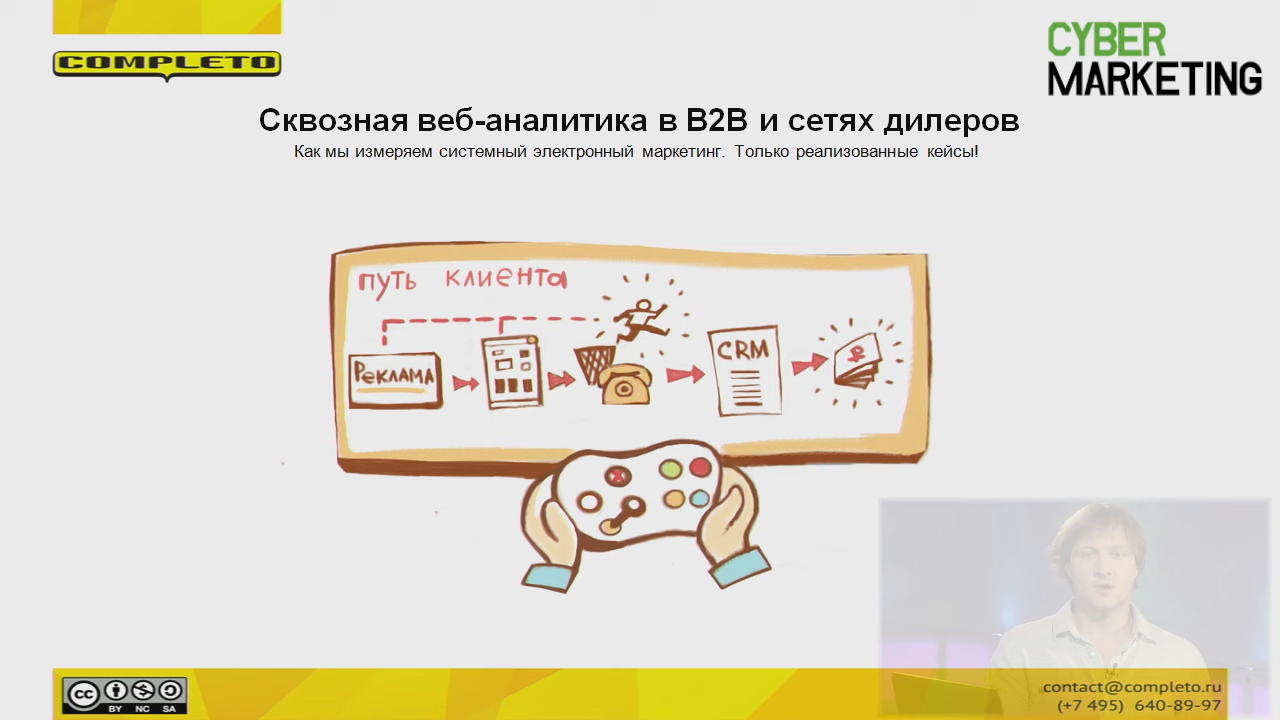 COMPLETO
CYBER
MARKETING
Сквозная веб-аналитика в B2B и сетях дилеров
Как мы измеряем системный электронный маркетинг. Только реализованные кейсы!
путь клиента
Реклама
CRM
cc
BY NC SA
contact@completo.ru
(+7 495) 640-89-97